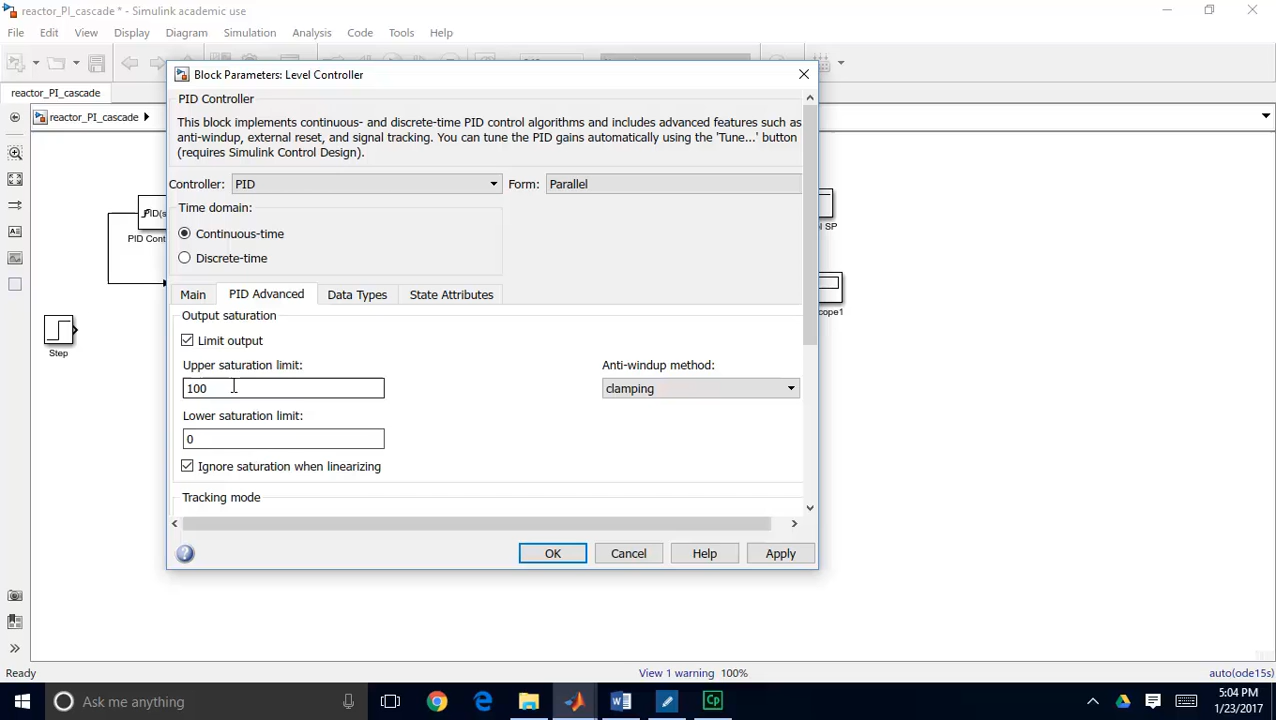 reactor_PI_cascade * - Simulink academic use
File Edit View Display Diagram Simulation Analysis Code Tools Help
reactor_PI_cascade
reactor_PI_cascade
Block Parameters: Level Controller
PID Controller
This block implements continuous- and discrete-time PID control algorithms and includes advanced features such as
anti-windup, external reset, and signal tracking. You can tune the PID gains automatically using the 'Tune...' button
(requires Simulink Control Design).
Controller: PID Form: Parallel
Time domain:
Continuous-time
Discrete-time
Main PID Advanced Data Types State Attributes
Output saturation
Limit output
Upper saturation limit: Anti-windup method:
100 clamping
Lower saturation limit:
0
Ignore saturation when linearizing
Tracking mode
OK Cancel Help Apply
PID(s
PID Cont
Step
SP
cope1
Ready View 1 warning 100% auto(ode15s)
Ask me anything
5:04 PM
1/23/2017